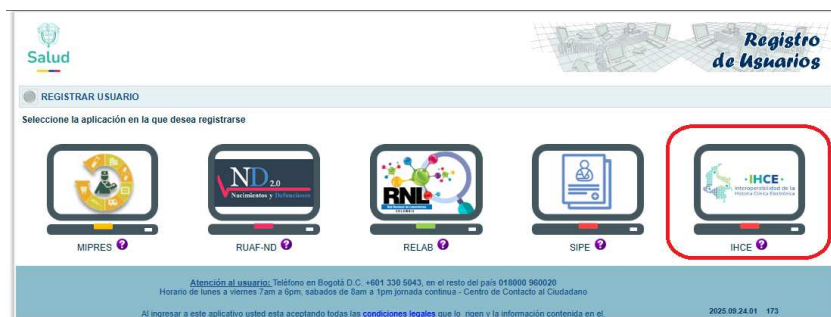 Salud
Registro
de Usuarios
REGISTRAR USUARIO
Seleccione la aplicación en la que desea registrarse
ND 2.0
Nacimientos y Defunciones
RNL
COLOMBIA
·IHCE·
Interoperabilidad de la
Historia Clínica Electrónica
MIPRES ?
RUAF-ND ?
RELAB ?
SIPE ?
IHCE ?
Atención al usuario: Teléfono en Bogotá D.C. +601 330 5043, en el resto del país 018000 960020
Horario de lunes a viernes 7am a 6pm, sabados de 8am a 1pm jornada continua - Centro de Contacto al Ciudadano
Al ingresar a este aplicativo usted esta aceptando todas las condiciones legales que lo rigen y la información contenida en el.
2025.09.24.01 173